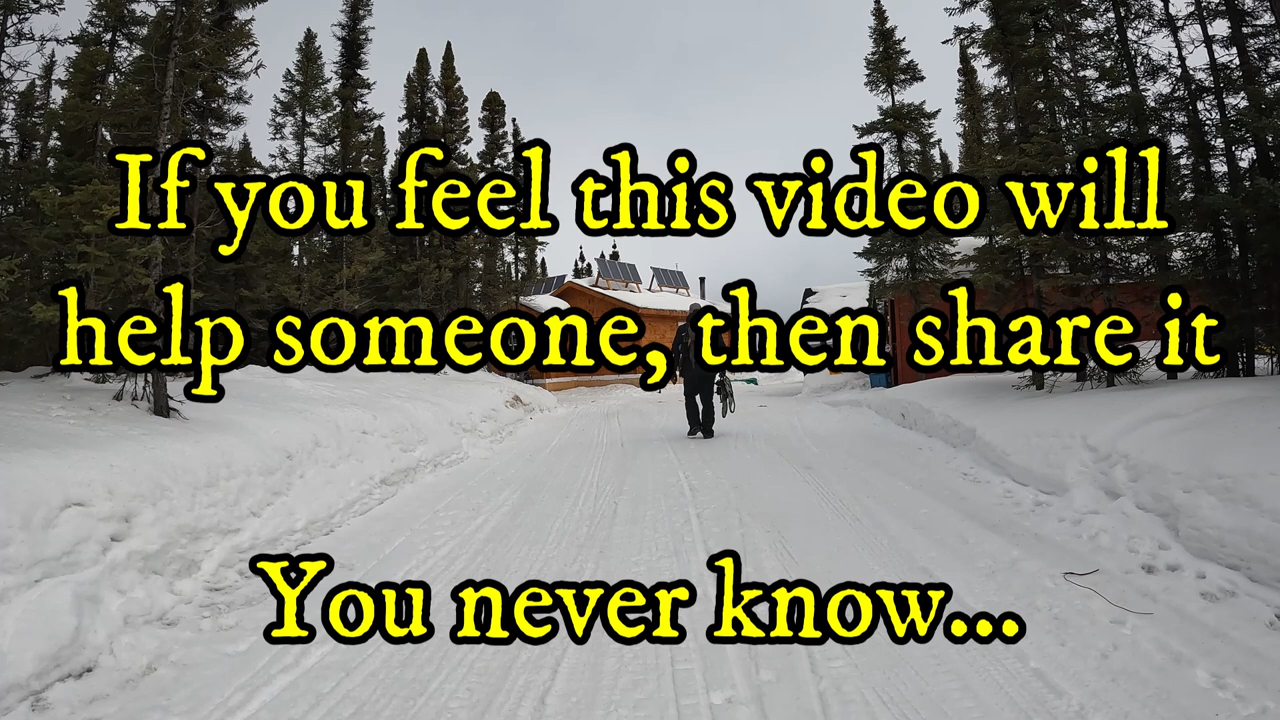 If you feel this video will
help someone, then share it
You never know...